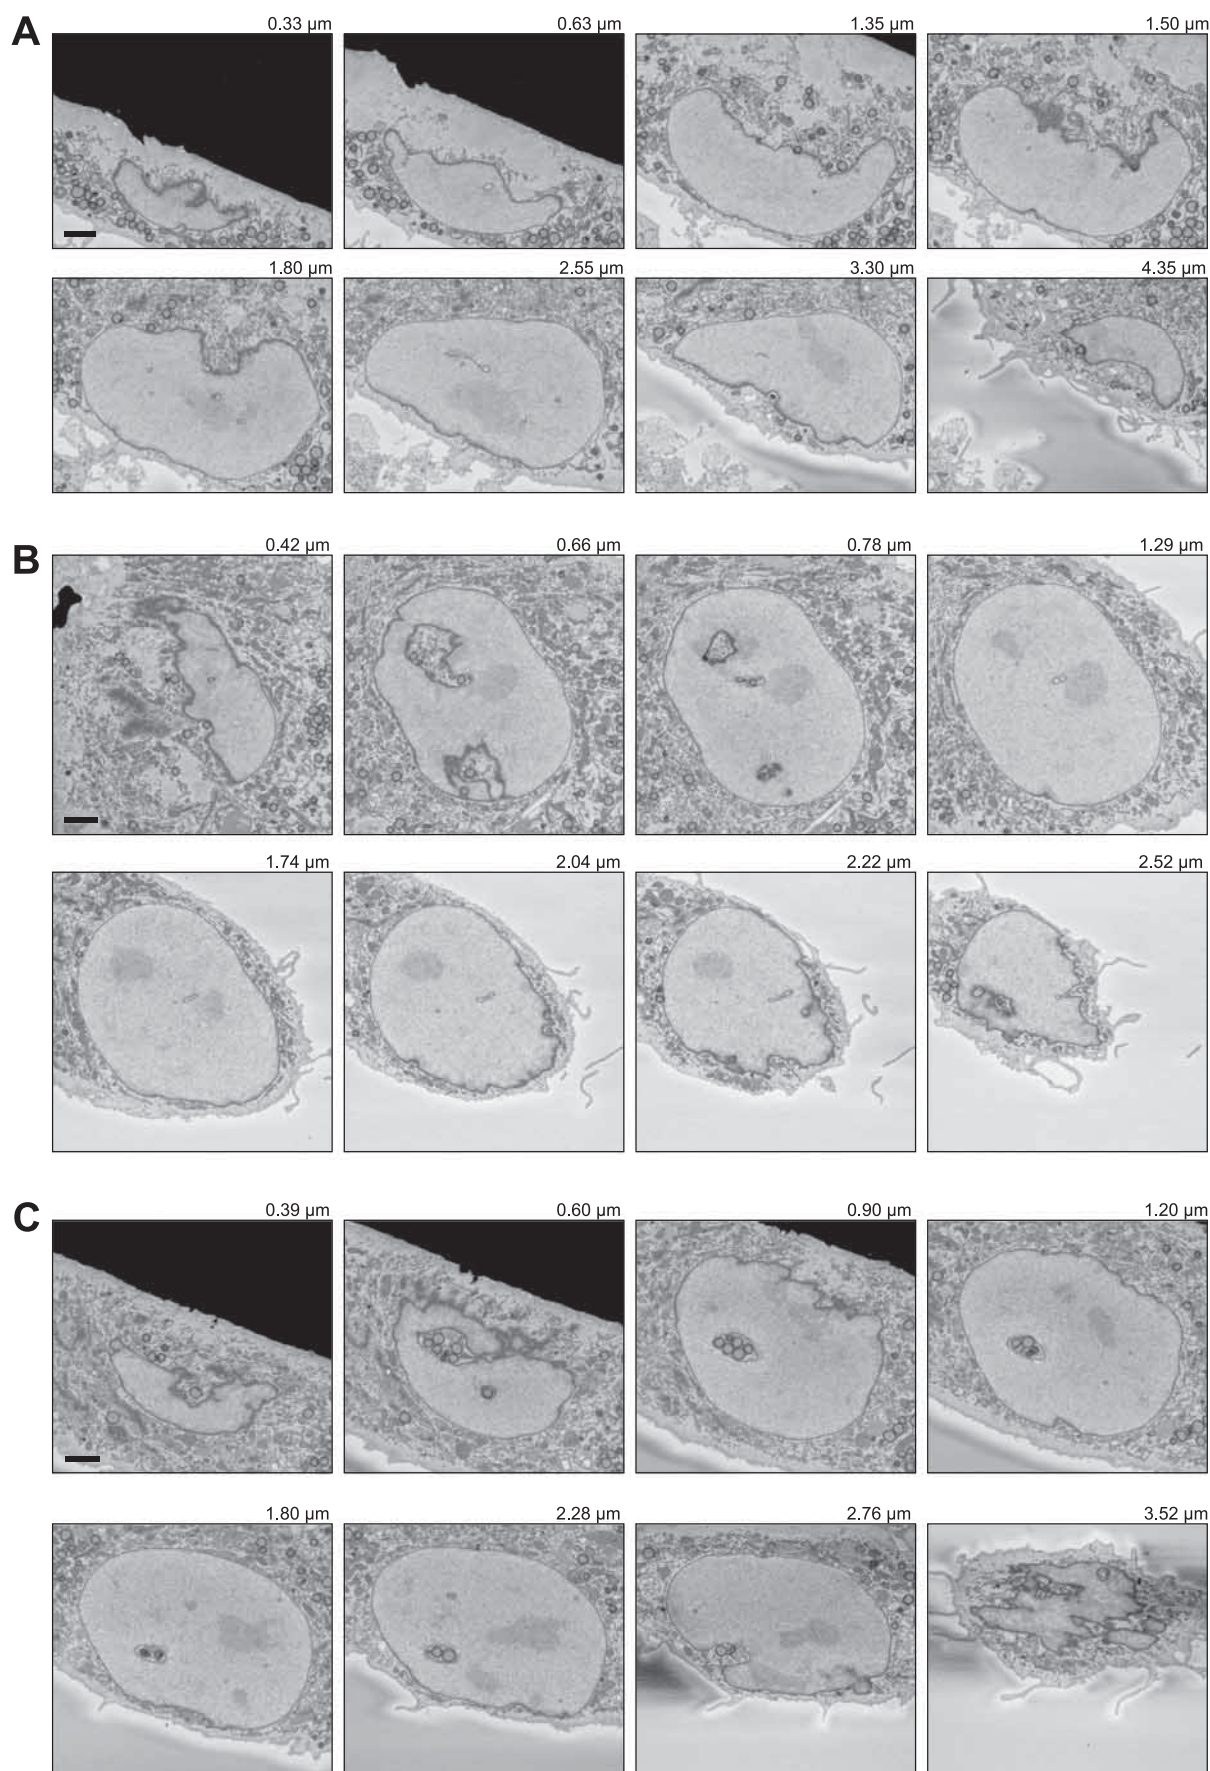 A
0.33 µm 0.63 µm 1.35 µm 1.50 µm
1.80 µm 2.55 µm 3.30 µm 4.35 µm
B
0.42 µm 0.66 µm 0.78 µm 1.29 µm
1.74 µm 2.04 µm 2.22 µm 2.52 µm
C
0.39 µm 0.60 µm 0.90 µm 1.20 µm
1.80 µm 2.28 µm 2.76 µm 3.52 µm